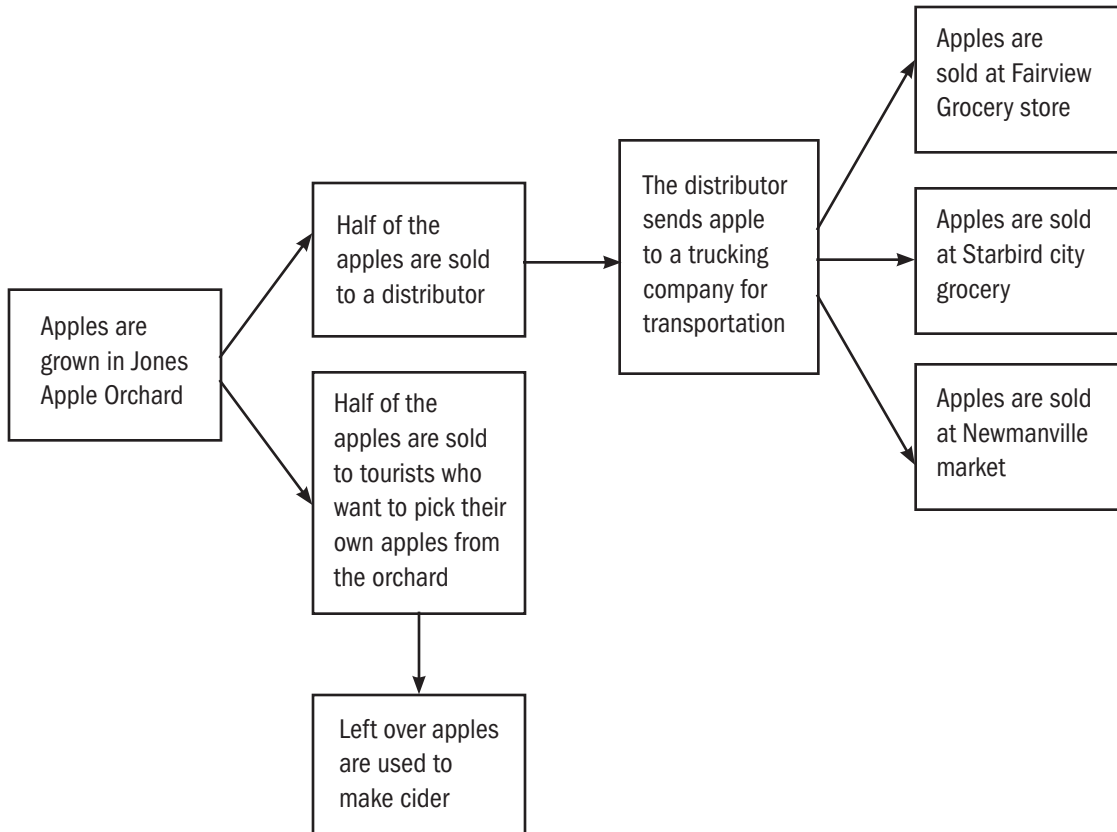 Apples are
grown in Jones
Apple Orchard
Half of the
apples are sold
to a distributor
Half of the
apples are sold
to tourists who
want to pick their
own apples from
the orchard
Left over apples
are used to
make cider
The distributor
sends apple
to a trucking
company for
transportation
Apples are
sold at Fairview
Grocery store
Apples are sold
at Starbird city
grocery
Apples are sold
at Newmanville
market